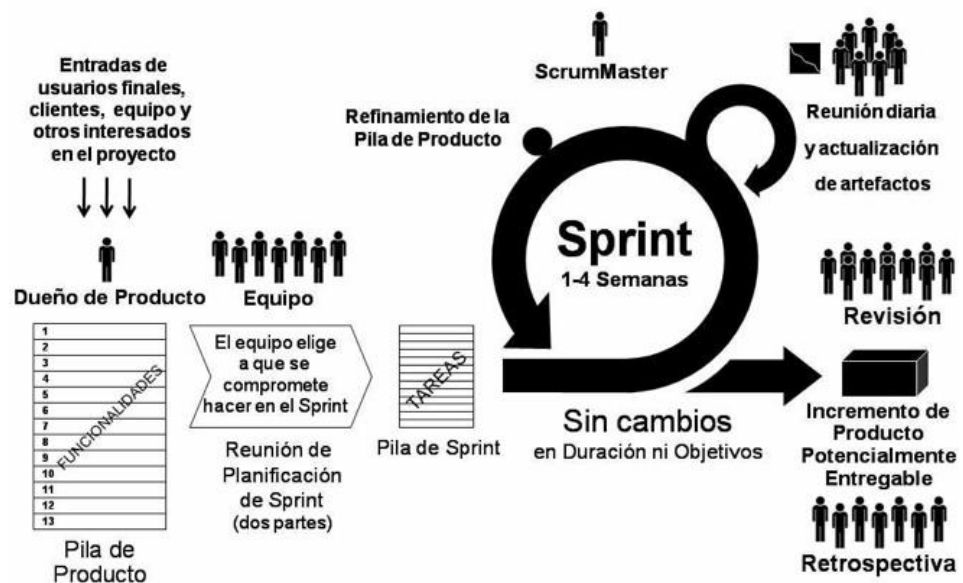 Entradas de
usuarios finales,
clientes, equipo y
otros interesados
en el proyecto
Dueño de Producto
1
2
3
4
5
6
7
8
9
10
11
12
13
FUNCIONALIDADES
Pila de
Producto
Equipo
El equipo elige
a que se
compromete
hacer en el Sprint
Reunión de
Planificación
de Sprint
(dos partes)
TAREAS
Pila de Sprint
ScrumMaster
Refinamiento de la
Pila de Producto
Sprint
1-4 Semanas
Sin cambios
en Duración ni Objetivos
Reunión diaria
y actualización
de artefactos
Revisión
Incremento de
Producto
Potencialmente
Entregable
Retrospectiva